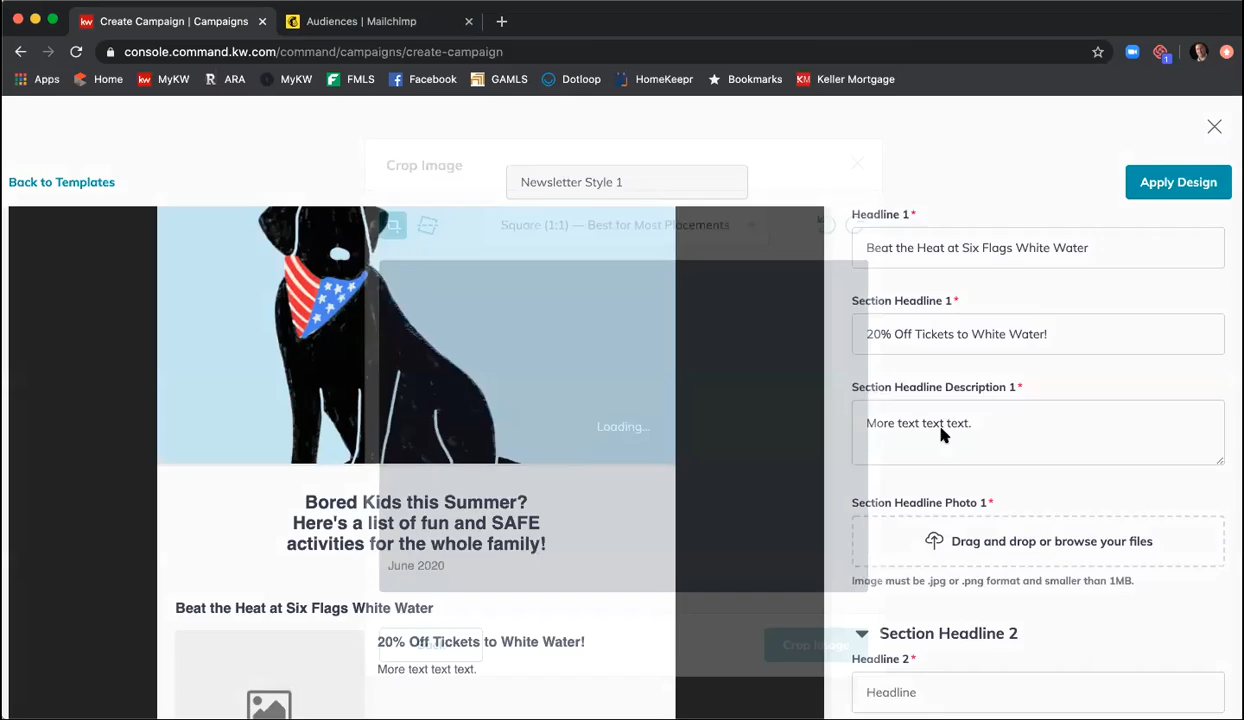 Create Campaign | Campaigns
Audiences | Mailchimp
console.command.kw.com/command/campaigns/create-campaign
Apps
Home
kw
MyKW
R
ARA
MyKW
F
FMLS
Facebook
GAMLS
Dotloop
HomeKeepr
Bookmarks
KM
Keller Mortgage
1
Crop Image
Back to Templates
Newsletter Style 1
Apply Design
Square (1:1) — Best for Most Placements
Loading...
Bored Kids this Summer?
Here's a list of fun and SAFE
activities for the whole family!
June 2020
Beat the Heat at Six Flags White Water
20% Off Tickets to White Water!
More text text text.
Crop Image
Headline 1*
Beat the Heat at Six Flags White Water
Section Headline 1*
20% Off Tickets to White Water!
Section Headline Description 1*
More text text text.
Section Headline Photo 1*
Drag and drop or browse your files
Image must be .jpg or .png format and smaller than 1MB.
Section Headline 2
Headline 2*
Headline